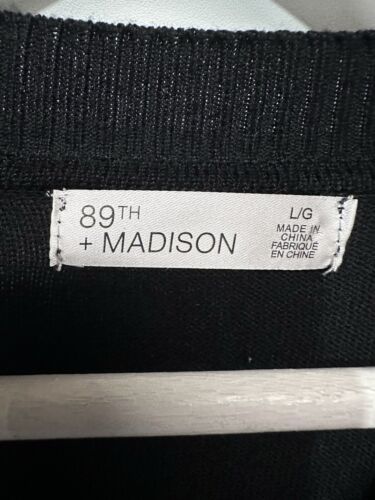 89TH
+ MADISON
L/G
MADE IN
CHINA
FABRIQUÉ
EN CHINE